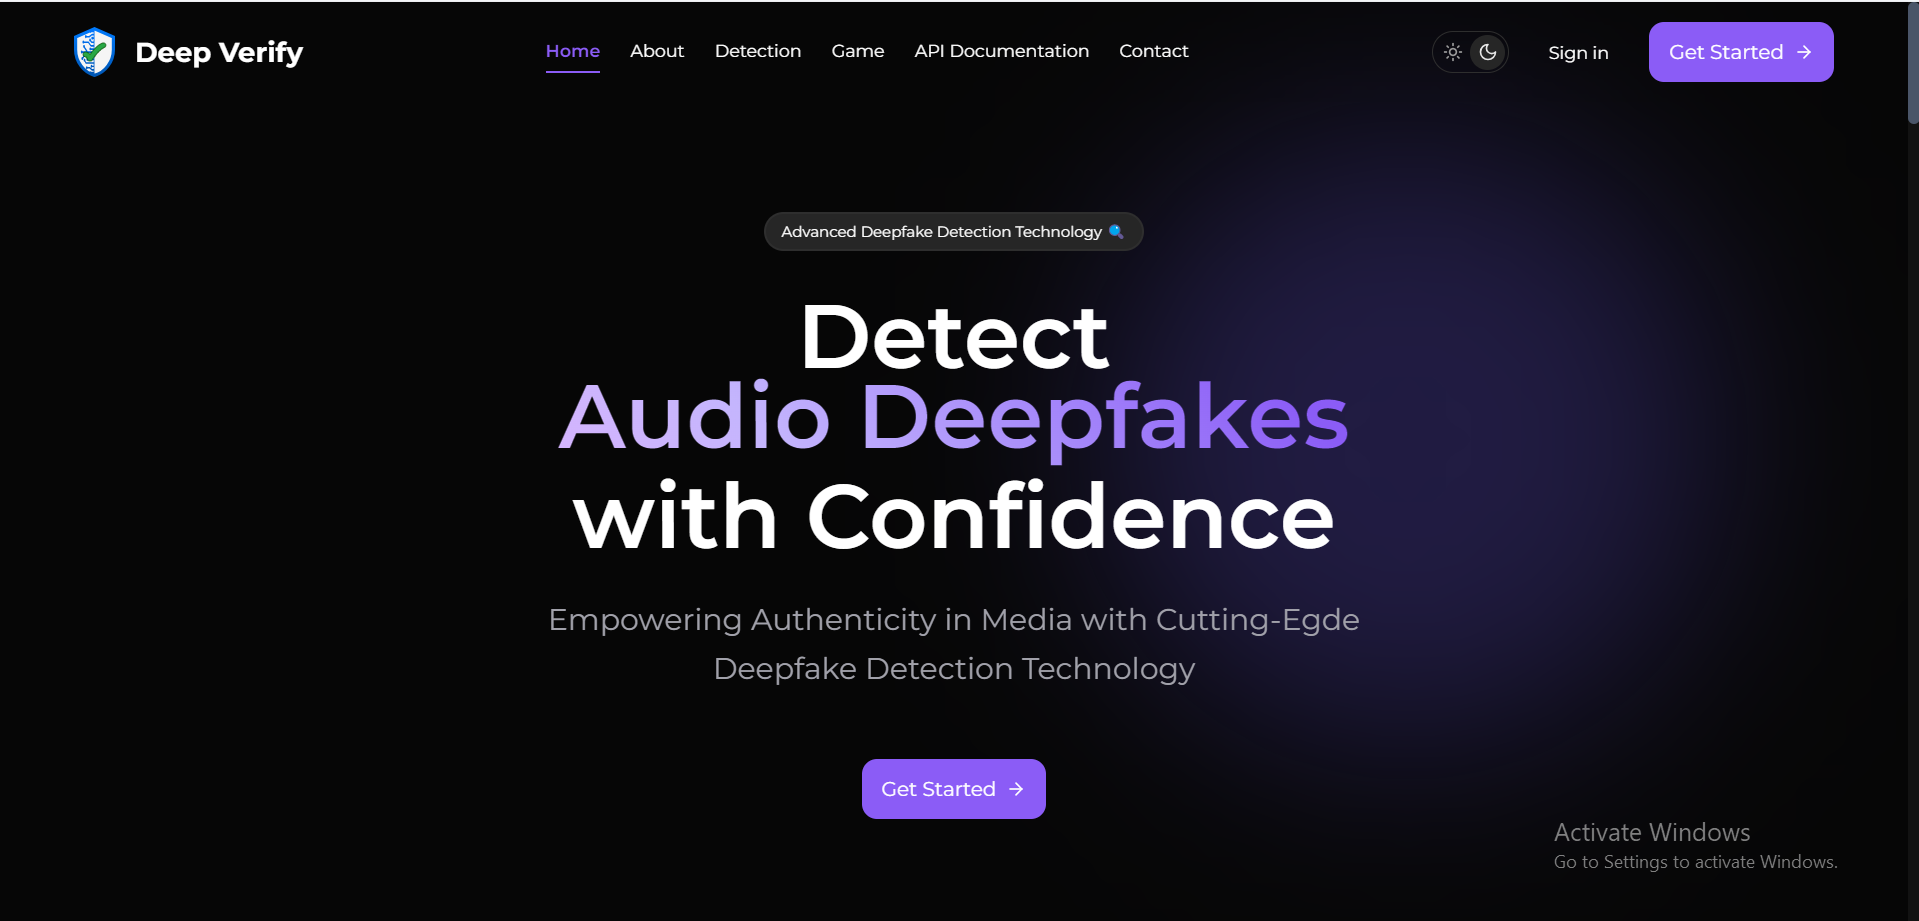 Deep Verify
Home
About
Detection
Game
API Documentation
Contact
Sign in
Get Started
Advanced Deepfake Detection Technology
Detect
Audio Deepfakes
with Confidence
Empowering Authenticity in Media with Cutting-Egde
Deepfake Detection Technology
Get Started
Activate Windows
Go to Settings to activate Windows.